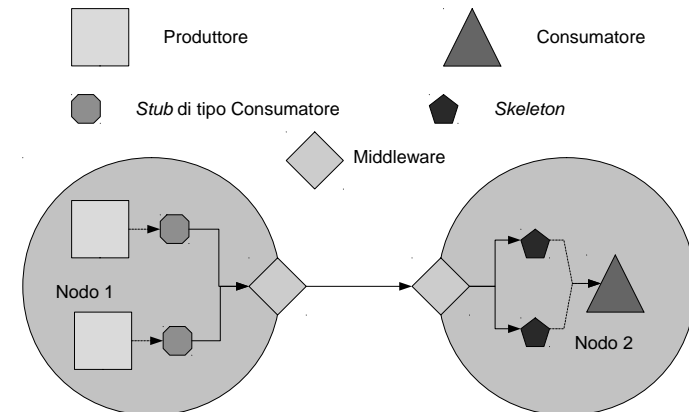 Produttore
Consumatore
Stub di tipo Consumatore
Skeleton
Middleware
Nodo 1
Nodo 2